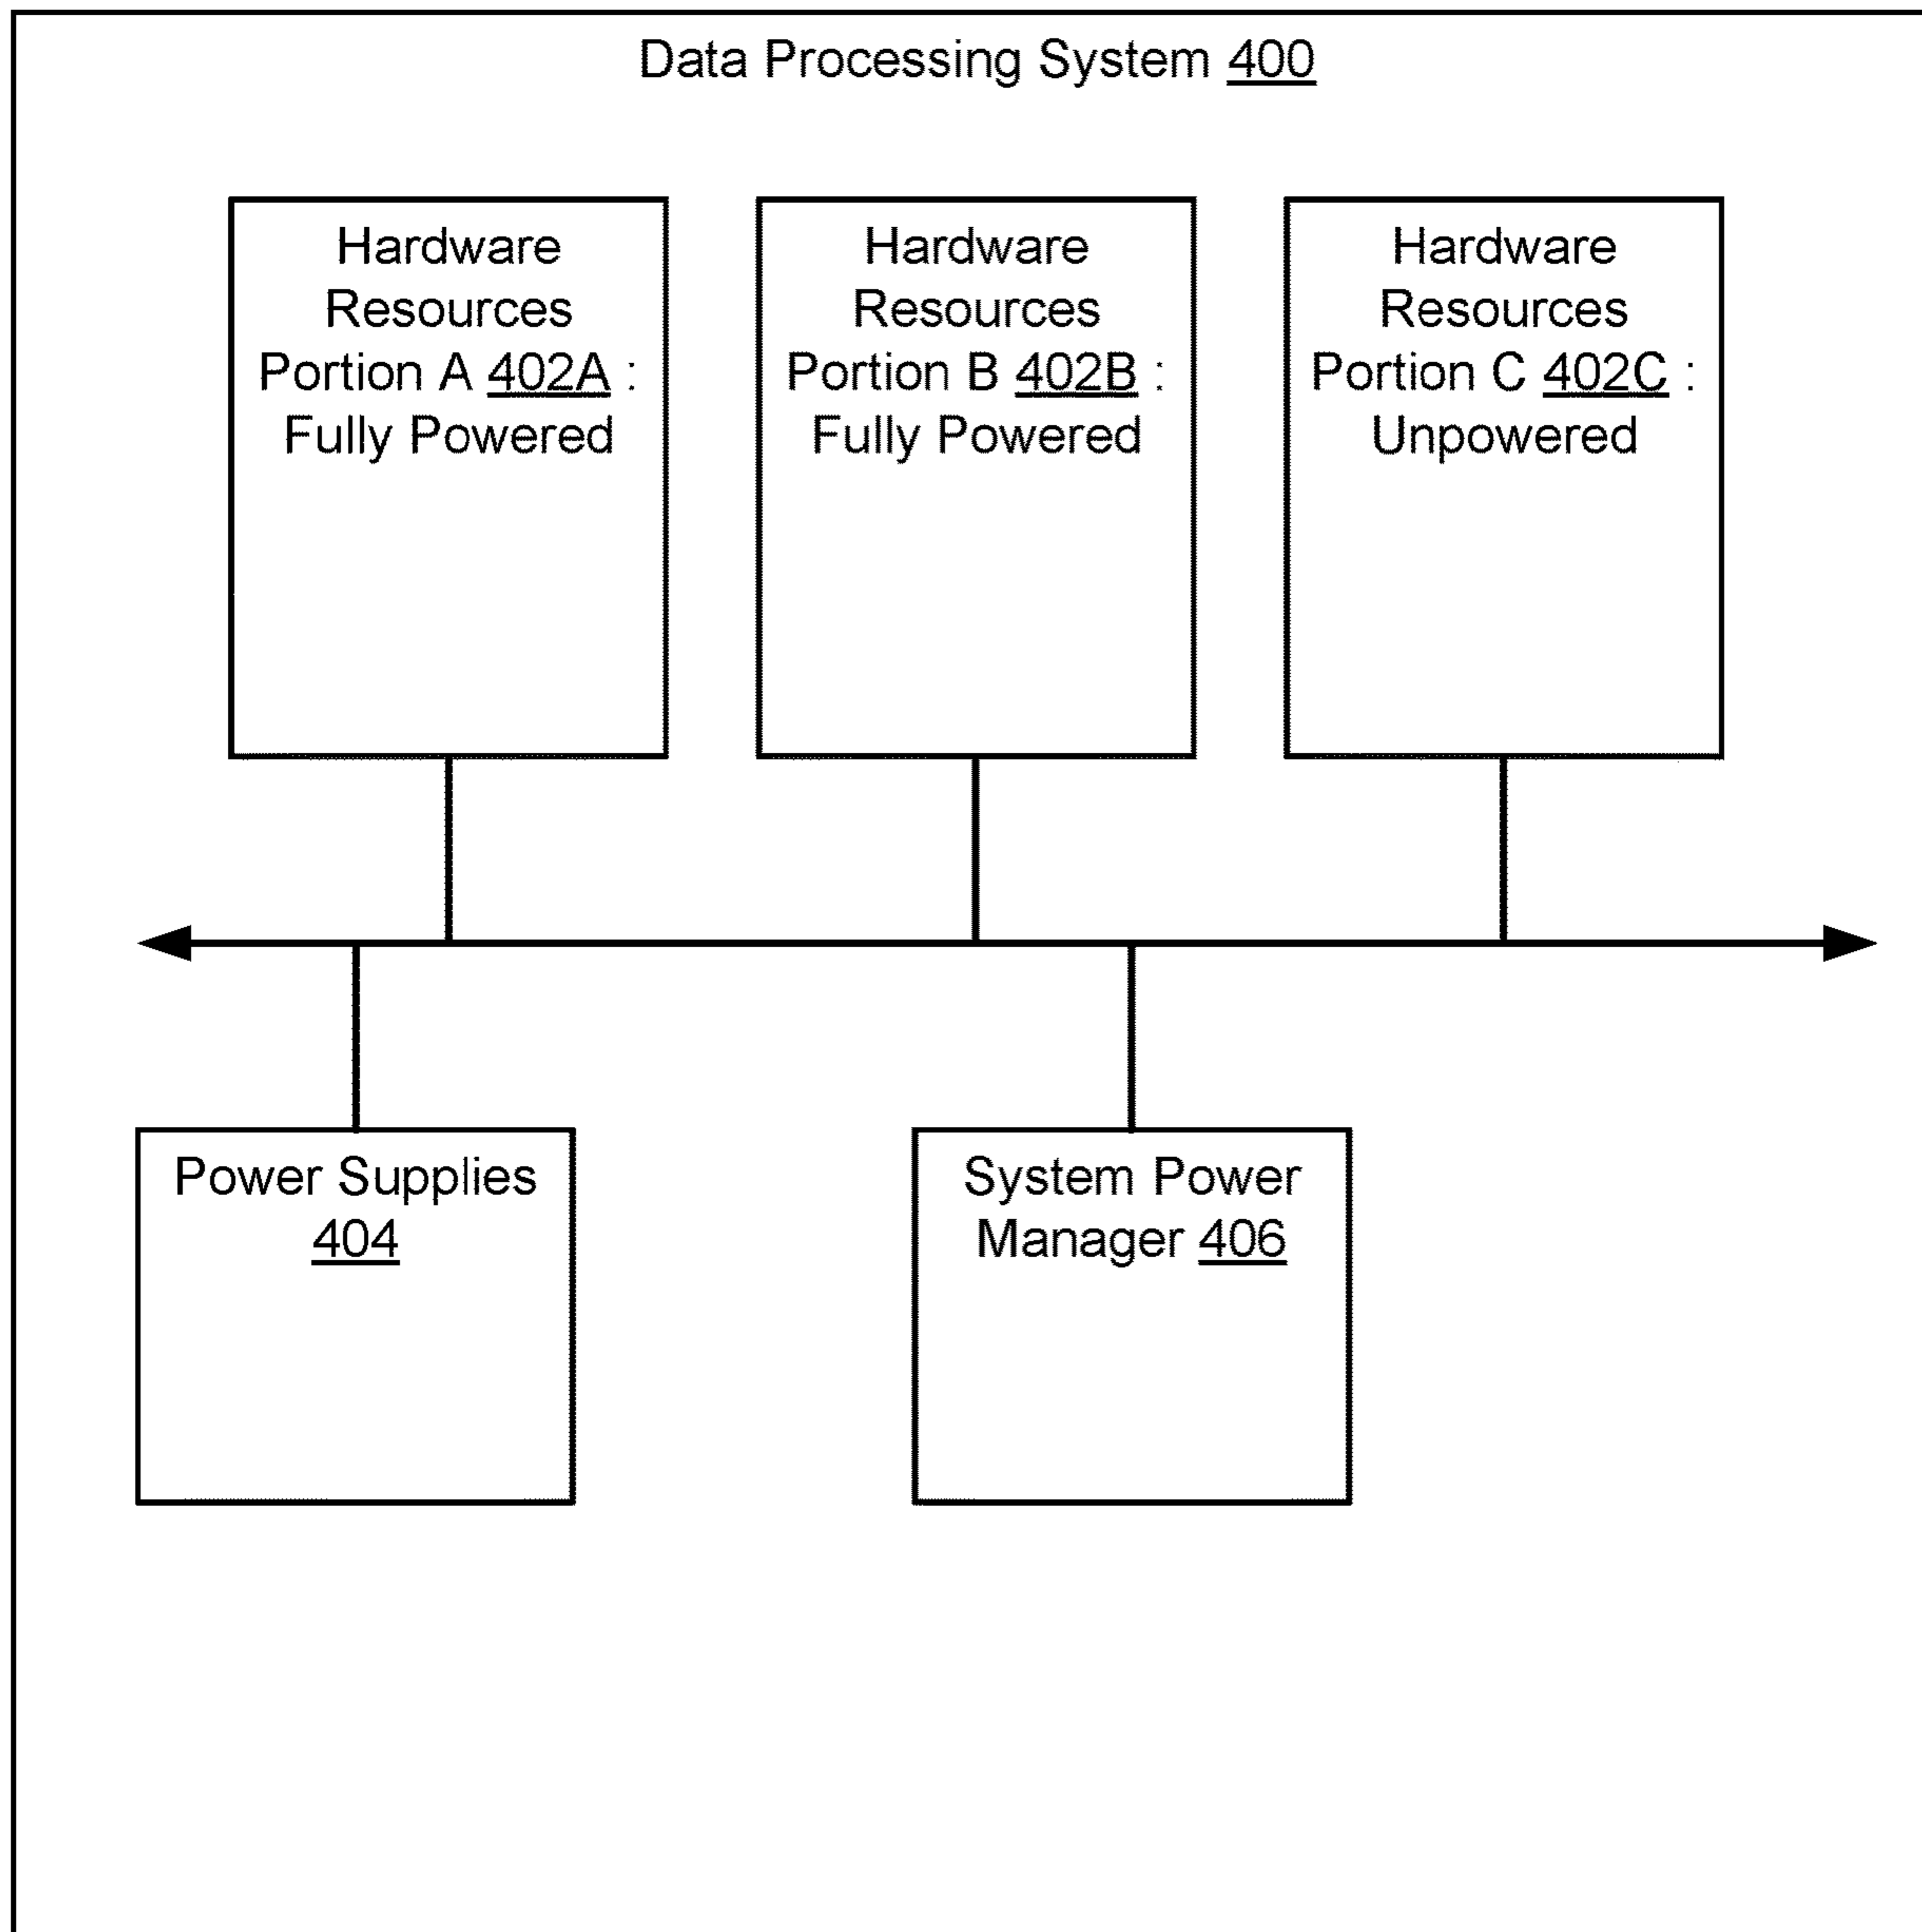 Data Processing System 400
Hardware
Resources
Portion A 402A :
Fully Powered
Hardware
Resources
Portion B 402B :
Fully Powered
Hardware
Resources
Portion C 402C :
Unpowered
Power Supplies
404
System Power
Manager 406